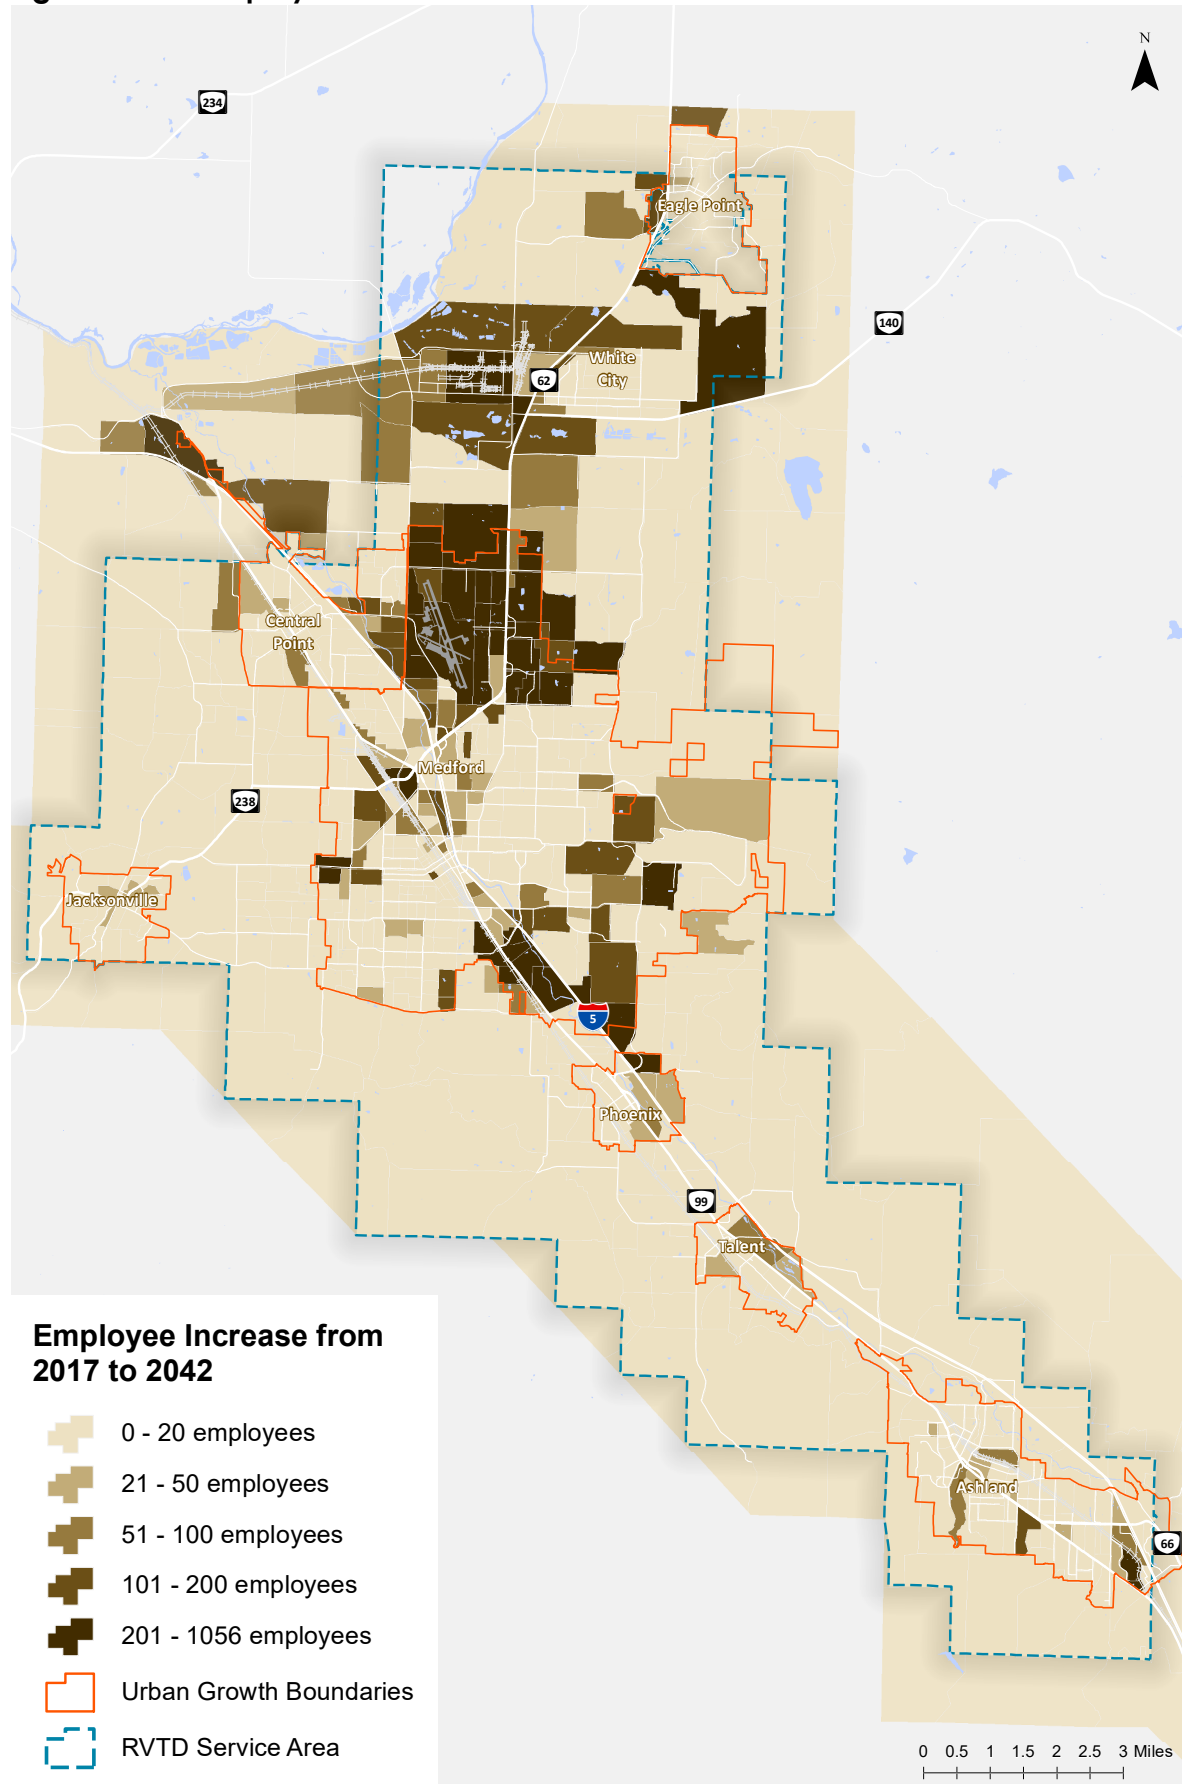 N
234
Eagle Point
140
White
City
62
Central
Point
Medford
238
Jacksonville
5
Phoenix
99
Talent
Ashland
66
Employee Increase from
2017 to 2042
0 - 20 employees
21 - 50 employees
51 - 100 employees
101 - 200 employees
201 - 1056 employees
Urban Growth Boundaries
RVTD Service Area
0 0.5 1 1.5 2 2.5 3 Miles